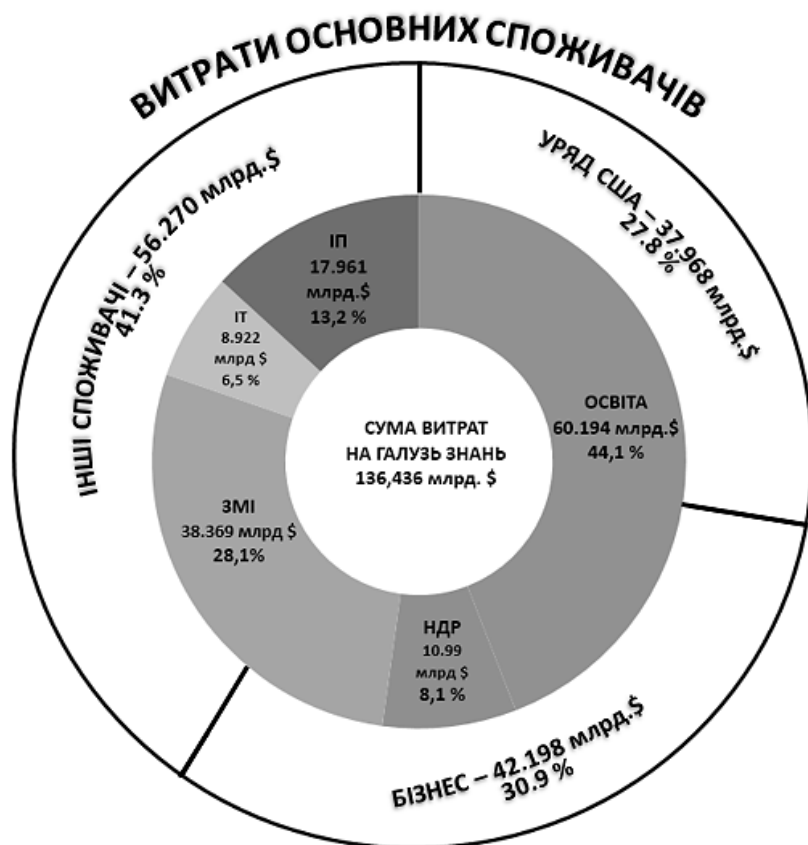 ВИТРАТИ ОСНОВНИХ СПОЖИВАЧІВ
УРЯД США – 37.968 млрд.$
27.8 %
ІНШІ СПОЖИВАЧІ – 56.270 млрд.$
41.3 %
ІП
17.961
млрд.$
13,2 %
ІТ
8.922
млрд $
6,5 %
ОСВІТА
60.194 млрд.$
44,1 %
СУМА ВИТРАТ
НА ГАЛУЗЬ ЗНАНЬ
136,436 млрд. $
ЗМІ
38.369 млрд $
28,1%
НДР
10.99
млрд $
8,1 %
БІЗНЕС – 42.198 млрд.$
30.9 %